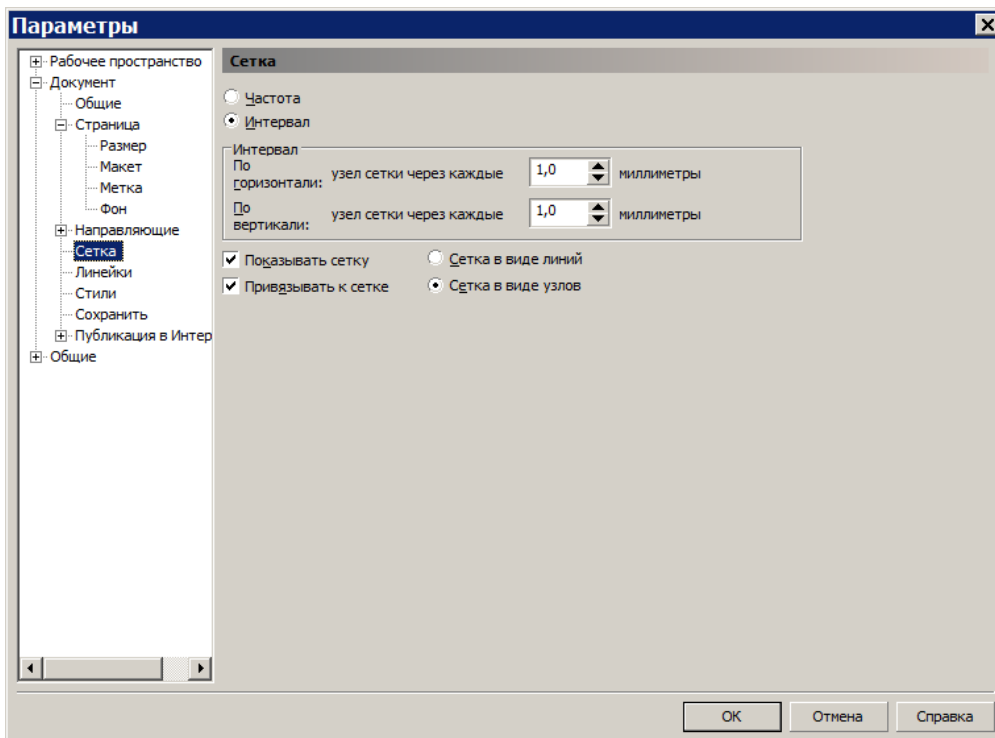 Параметры
Рабочее пространство
Документ
Общие
Страница
Размер
Макет
Метка
Фон
Направляющие
Сетка
Линейки
Стили
Сохранить
Публикация в Интер
Общие
Сетка
Частота
Интервал
Интервал
По
горизонтали: узел сетки через каждые 1,0 миллиметры
По
вертикали: узел сетки через каждые 1,0 миллиметры
Показывать сетку Сетка в виде линий
Привязывать к сетке Сетка в виде узлов
OK Отмена Справка